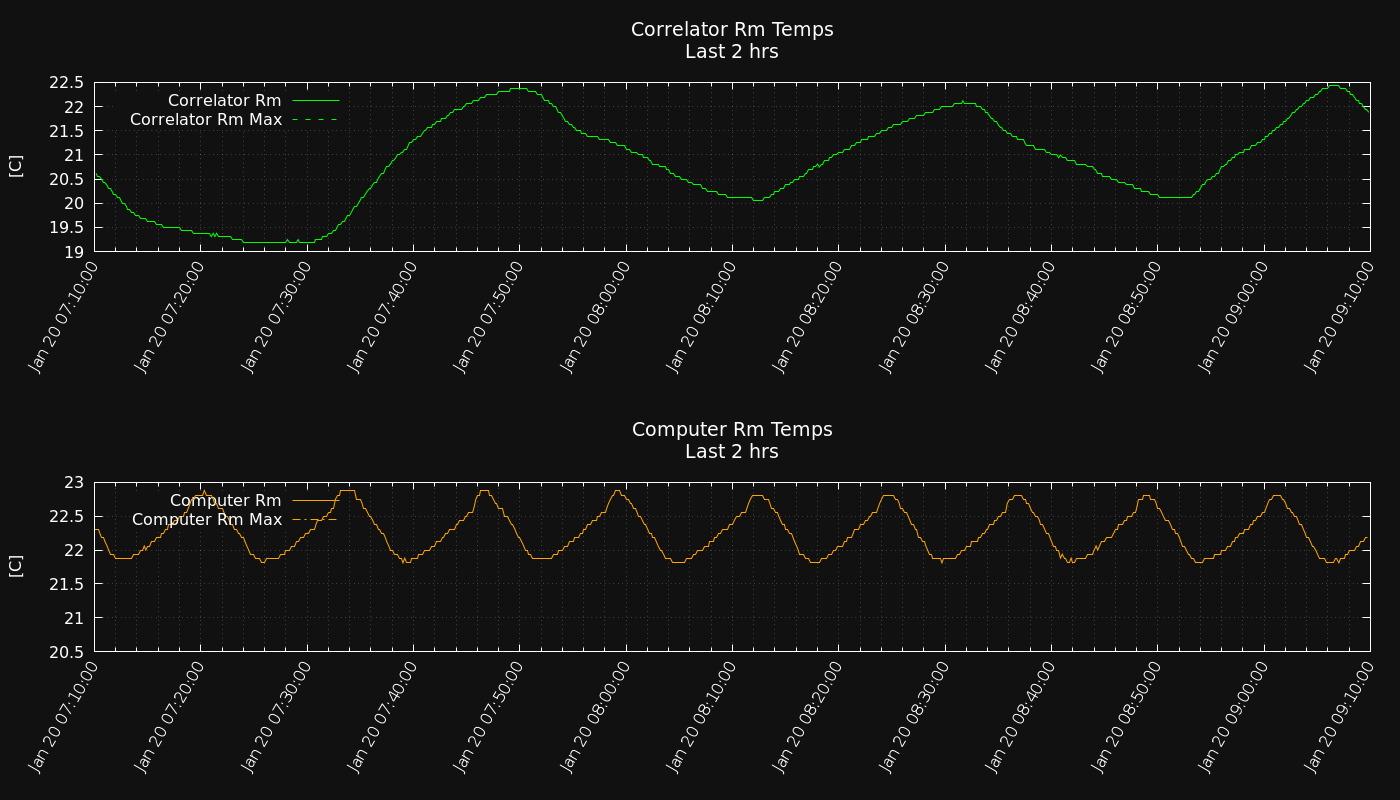 Correlator Rm Temps
Last 2 hrs
22.5
22
21.5
21
20.5
20
19.5
19
[C]
Correlator Rm
Correlator Rm Max
Jan 20 07:10:00
Jan 20 07:20:00
Jan 20 07:30:00
Jan 20 07:40:00
Jan 20 07:50:00
Jan 20 08:00:00
Jan 20 08:10:00
Jan 20 08:20:00
Jan 20 08:30:00
Jan 20 08:40:00
Jan 20 08:50:00
Jan 20 09:00:00
Jan 20 09:10:00
Computer Rm Temps
Last 2 hrs
23
22.5
22
21.5
21
20.5
[C]
Computer Rm
Computer Rm Max
Jan 20 07:10:00
Jan 20 07:20:00
Jan 20 07:30:00
Jan 20 07:40:00
Jan 20 07:50:00
Jan 20 08:00:00
Jan 20 08:10:00
Jan 20 08:20:00
Jan 20 08:30:00
Jan 20 08:40:00
Jan 20 08:50:00
Jan 20 09:00:00
Jan 20 09:10:00